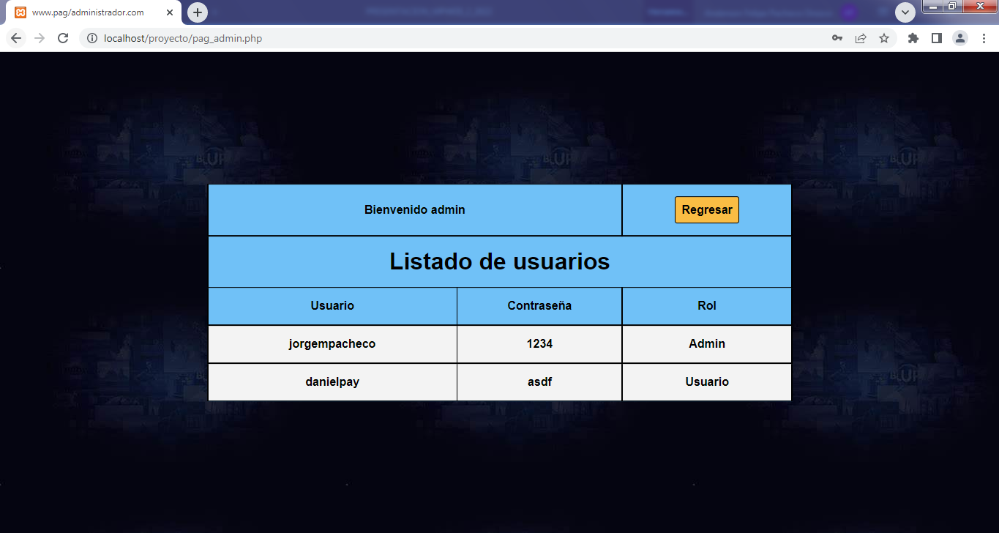 www.pag/administrador.com
localhost/proyecto/pag_admin.php
Bienvenido admin
Regresar
Listado de usuarios
Usuario Contraseña Rol
jorgempacheco 1234 Admin
danielpay asdf Usuario